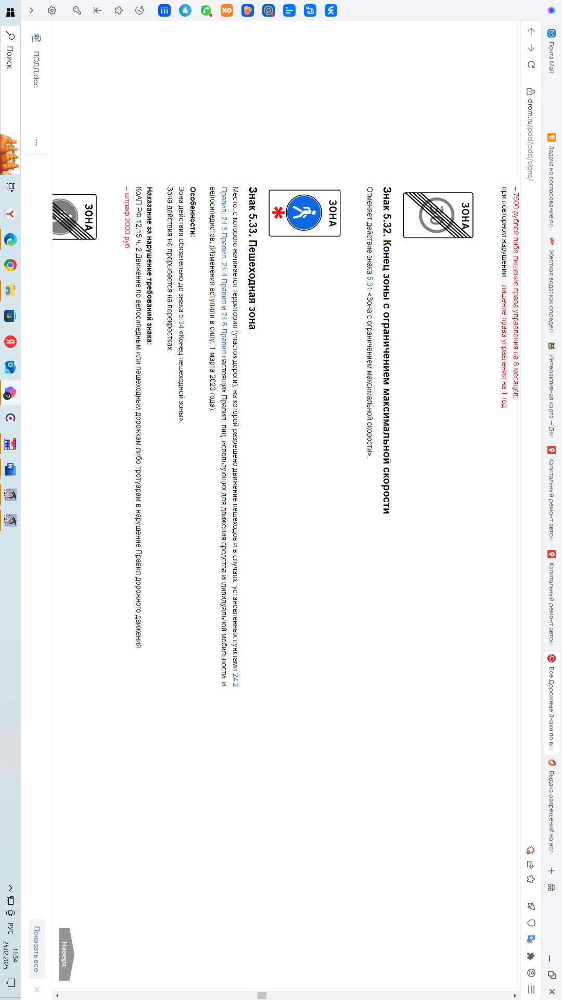 Почта Mail
Задача на согласование по
Жесткая вода: как определ
Интерактивная карта — Деп
Капитальный ремонт автом
Капитальный ремонт автом
Все Дорожные Знаки по ви
Выдача разрешений на исп
drom.ru/pdd/pdd/signs/
– 7500 рублей либо лишение права управления на 6 месяцев;
при повторном нарушении – лишение права управления на 1 год
ЗОНА
Знак 5.32. Конец зоны с ограничением максимальной скорости
Отменяет действие знака 5.31 «Зона с ограничением максимальной скорости».
ЗОНА
Знак 5.33. Пешеходная зона
Место, с которого начинается территория (участок дороги), на которой разрешено движение пешеходов и в случаях, установленных пунктами 24.2
Правил, 24.3 Правил, 24.4 Правил и 24.6 Правил настоящих Правил, лиц, использующих для движения средства индивидуальной мобильности, и
велосипедистов. (Изменения вступили в силу: 1 марта 2023 года).
Особенности:
Зона действия обязательно до знака 5.34 «Конец пешеходной зоны».
Зона действия не прерывается на перекрестках.
Наказание за нарушение требований знака:
КоАП РФ 12.15 ч. 2 Движение по велосипедным или пешеходным дорожкам либо тротуарам в нарушение Правил дорожного движения
– штраф 2000 руб.
ЗОНА
Наверх
ПОДД.doc
Показать все
Поиск
РУС
11:54
25.02.2025